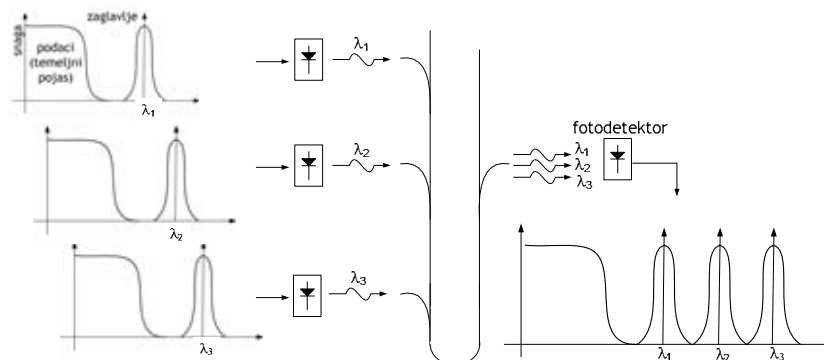 zaglavlje
snaga
podaci
(temeljni
pojas)
λ1
λ2
λ3
λ1
λ2
λ3
fotodetektor
λ1
λ2
λ3
λ1
λ2
λ3